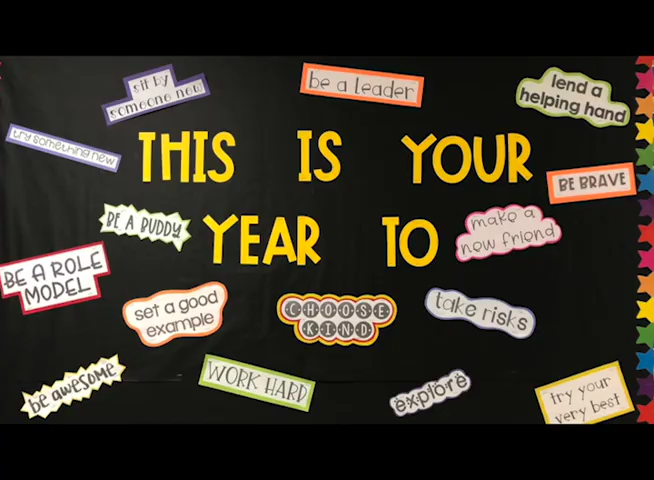 sit by
someone new
be a leader
lend a
helping hand
try something new
THIS IS YOUR
BE BRAVE
BE A BUDDY
YEAR TO
make a
new friend
BE A ROLE
MODEL
set a good
example
CHOOSE
KIND
take risks
be awesome
WORK HARD
explore
try your
very best